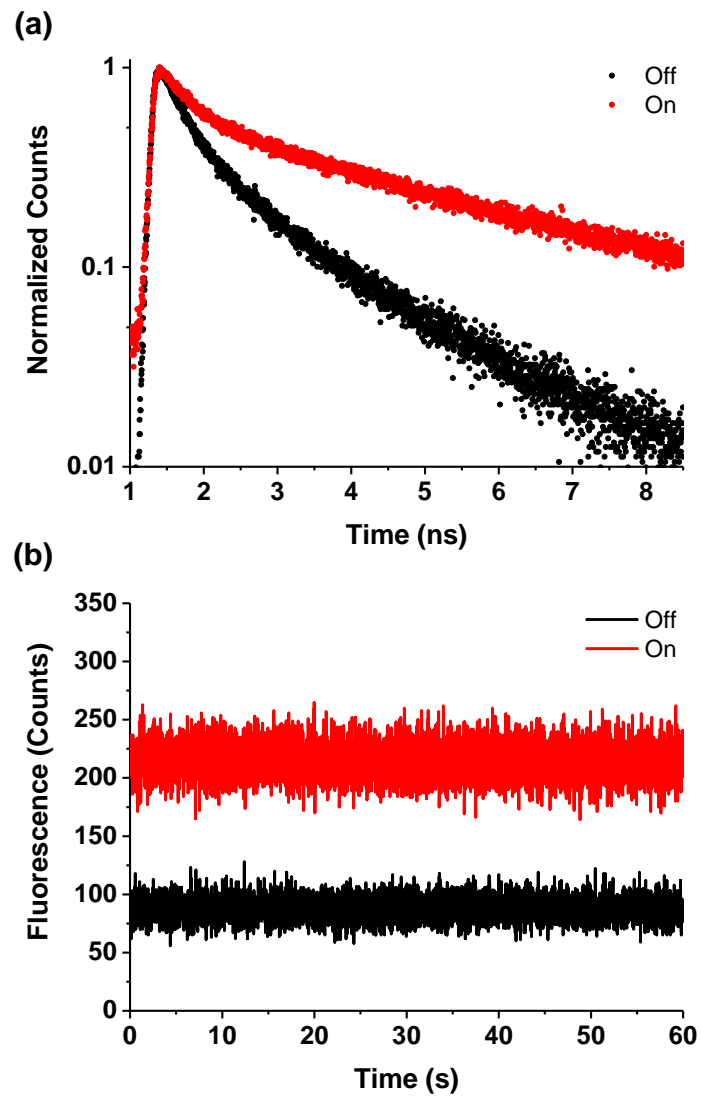 (a)
1
0.1
0.01
Normalized Counts
Off
On
1 2 3 4 5 6 7 8
Time (ns)
(b)
350
300
250
200
150
100
50
0
Fluorescence (Counts)
Off
On
0 10 20 30 40 50 60
Time (s)